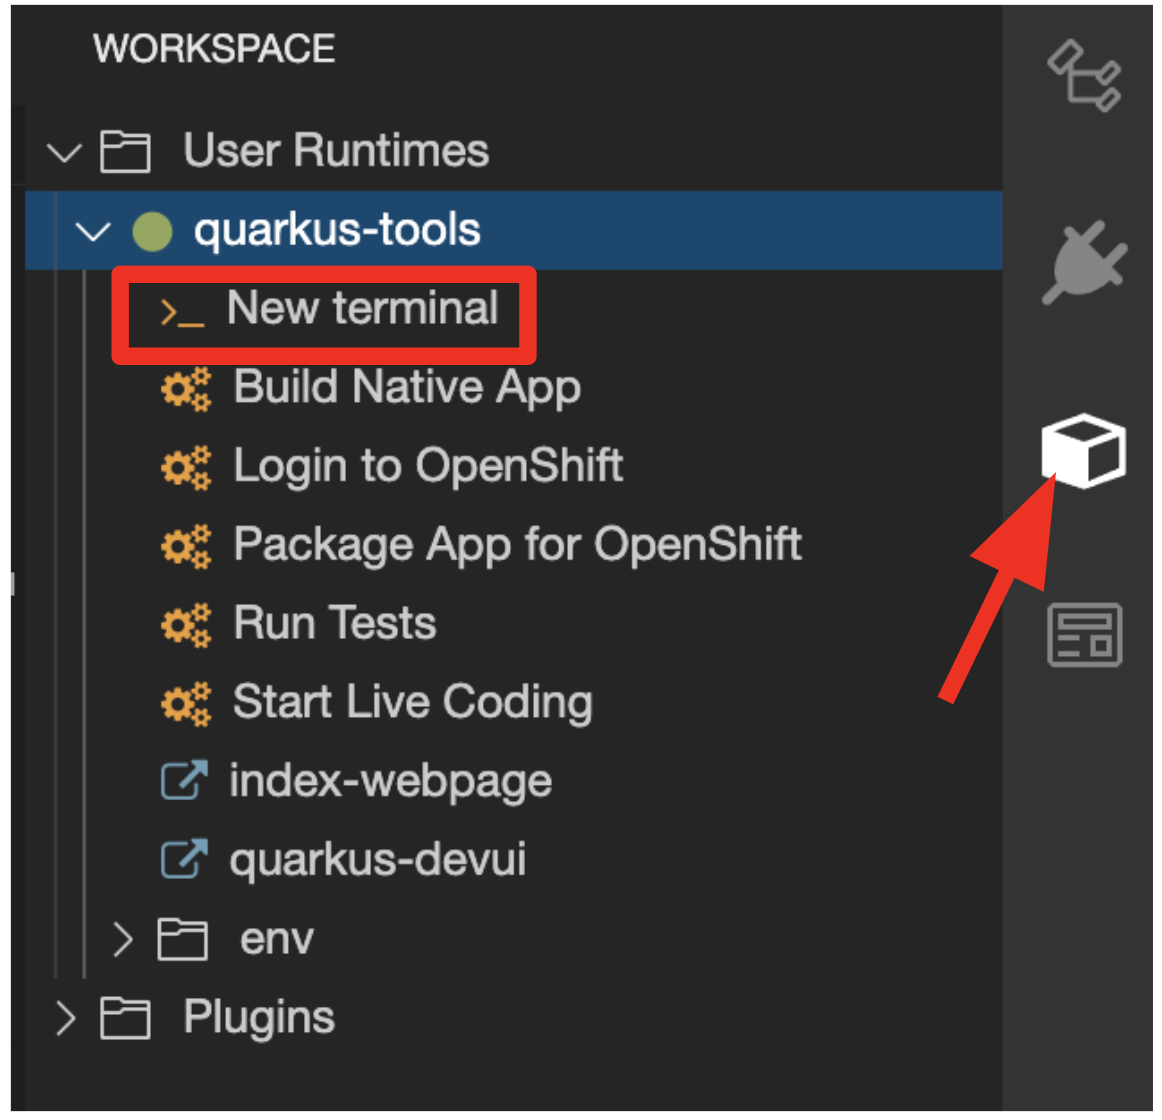 WORKSPACE
User Runtimes
quarkus-tools
New terminal
Build Native App
Login to OpenShift
Package App for OpenShift
Run Tests
Start Live Coding
index-webpage
quarkus-devui
env
Plugins